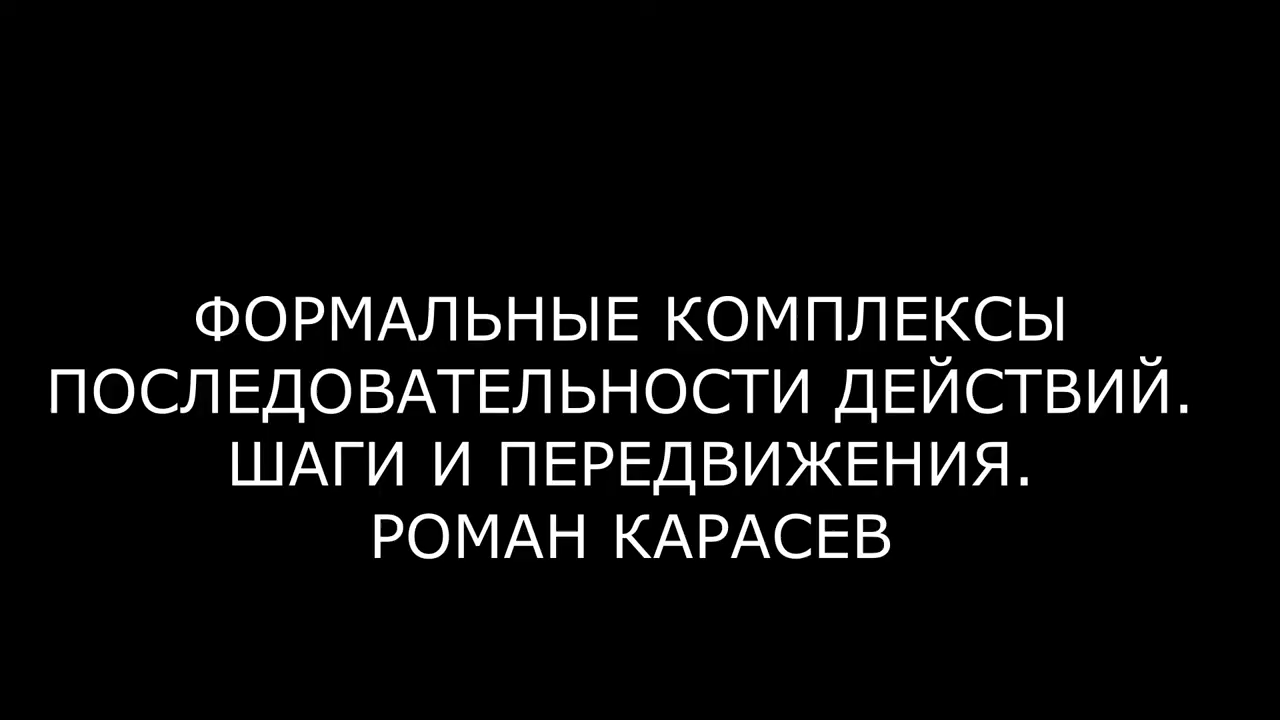 ФОРМАЛЬНЫЕ КОМПЛЕКСЫ
ПОСЛЕДОВАТЕЛЬНОСТИ ДЕЙСТВИЙ.
ШАГИ И ПЕРЕДВИЖЕНИЯ.
РОМАН КАРАСЕВ